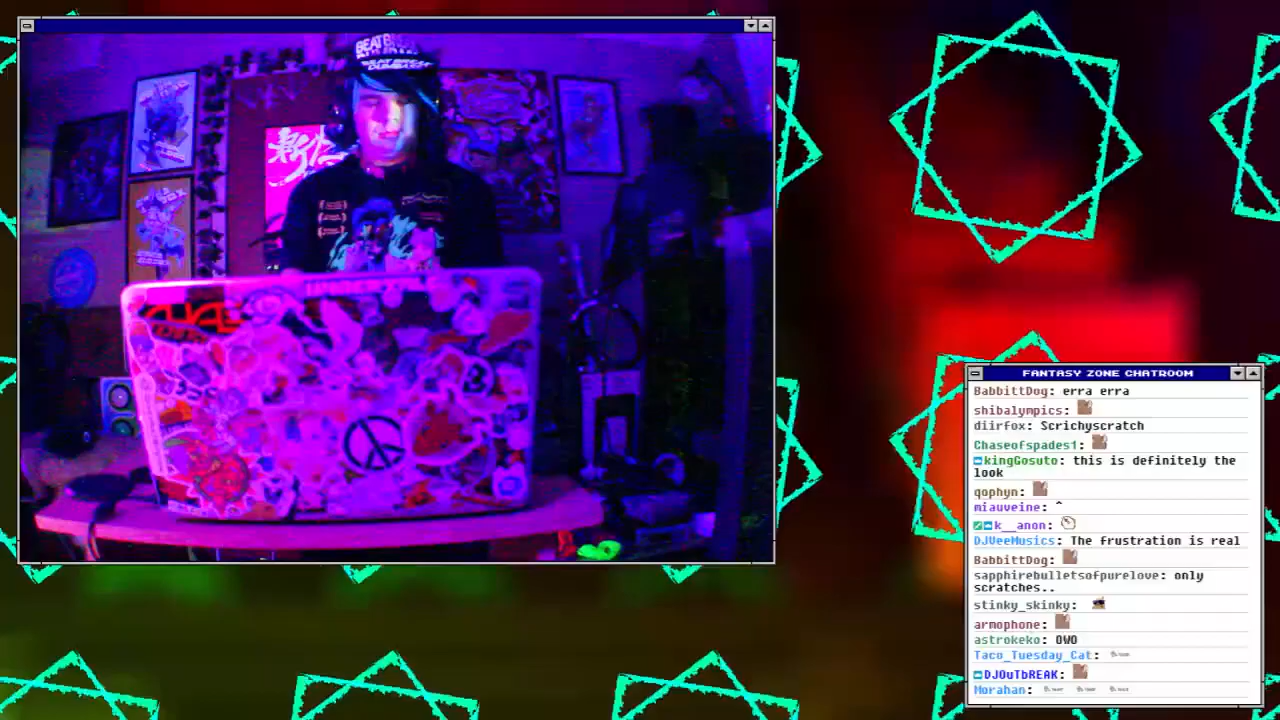 FANTASY ZONE CHATROOM
BabbittDog: erra erra
shibalympics:
diirfox: Scrichyscratch
Chaseofspades1:
kingGosuto: this is definitely the
look
qophyn:
miauveine: ^
k__anon:
DJVeeMusics: The frustration is real
BabbittDog:
sapphirebulletsofpurelove: only
scratches..
stinky_skinky:
armophone:
astrokeko: OWO
Taco_Tuesday_Cat:
DJOuTbREAK:
Morahan: